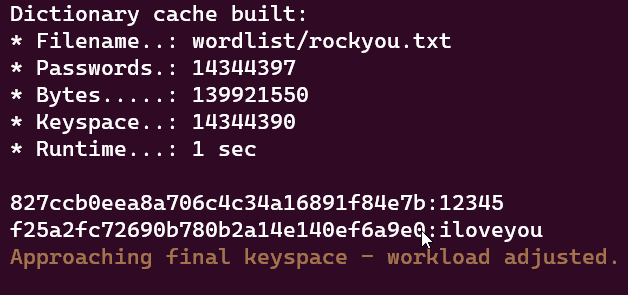 Dictionary cache built:
* Filename..: wordlist/rockyou.txt
* Passwords.: 14344397
* Bytes.....: 139921550
* Keyspace..: 14344390
* Runtime...: 1 sec
827ccb0eea8a706c4c34a16891f84e7b:12345
f25a2fc72690b780b2a14e140ef6a9e0:iloveyou
Approaching final keyspace - workload adjusted.